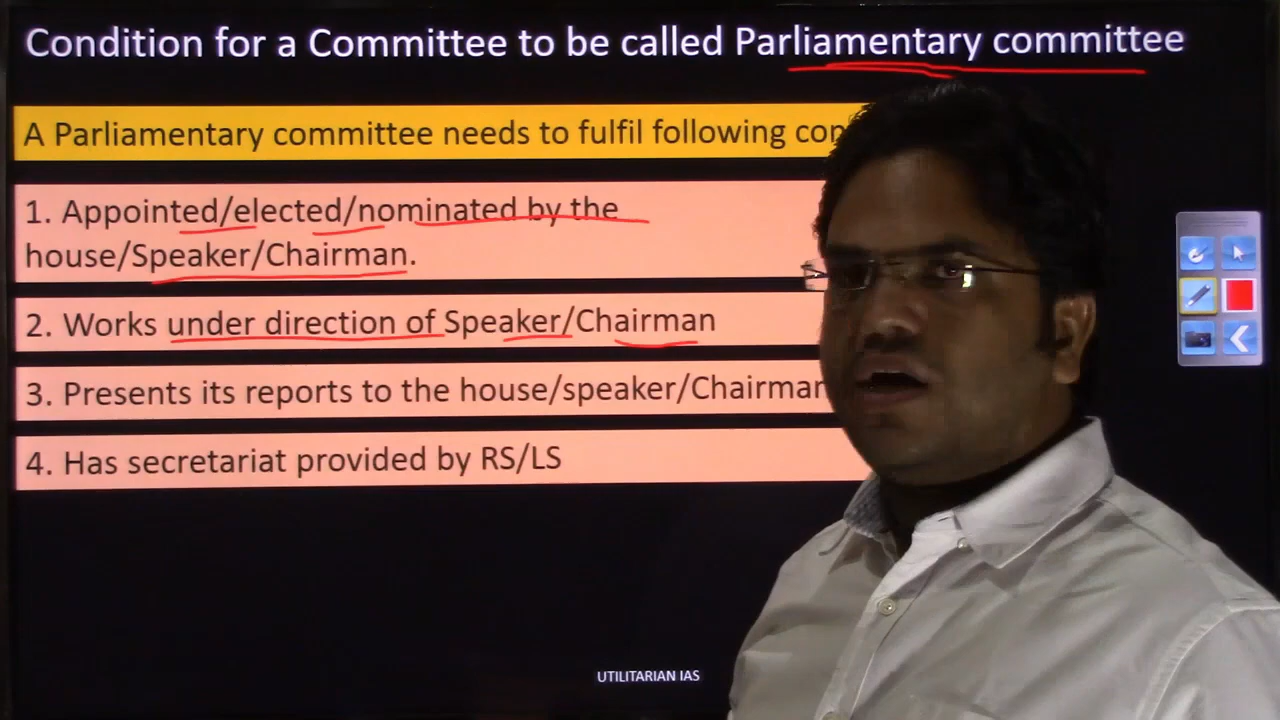 Condition for a Committee to be called Parliamentary committee
A Parliamentary committee needs to fulfil following
1. Appointed/elected/nominated by the
house/Speaker/Chairman.
2. Works under direction of Speaker/Chairman
3. Presents its reports to the house/speaker/Chairman
4. Has secretariat provided by RS/LS
UTILITARIAN IAS